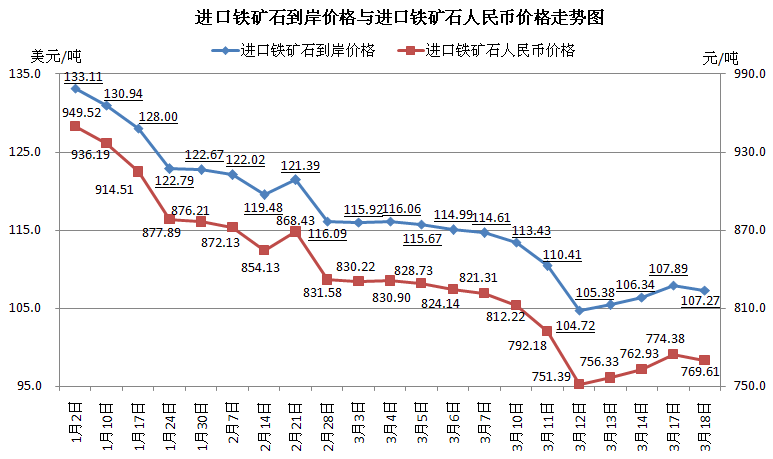 进口铁矿石到岸价格与进口铁矿石人民币价格走势图
美元/吨
进口铁矿石到岸价格
进口铁矿石人民币价格
元/吨
135.0
125.0
115.0
105.0
95.0
990.0
930.0
870.0
810.0
750.0
133.11
130.94
128.00
122.79
122.67
122.02
119.48
121.39
116.09
115.92
116.06
115.67
114.99
114.61
113.43
110.41
104.72
105.38
106.34
107.89
107.27
949.52
936.19
914.51
877.89
876.21
872.13
854.13
868.43
831.58
830.22
830.90
828.73
824.14
821.31
812.22
792.18
751.39
756.33
762.93
774.38
769.61
1月2日
1月10日
1月17日
1月24日
1月30日
2月7日
2月14日
2月21日
2月28日
3月3日
3月4日
3月5日
3月6日
3月7日
3月10日
3月11日
3月12日
3月13日
3月14日
3月17日
3月18日